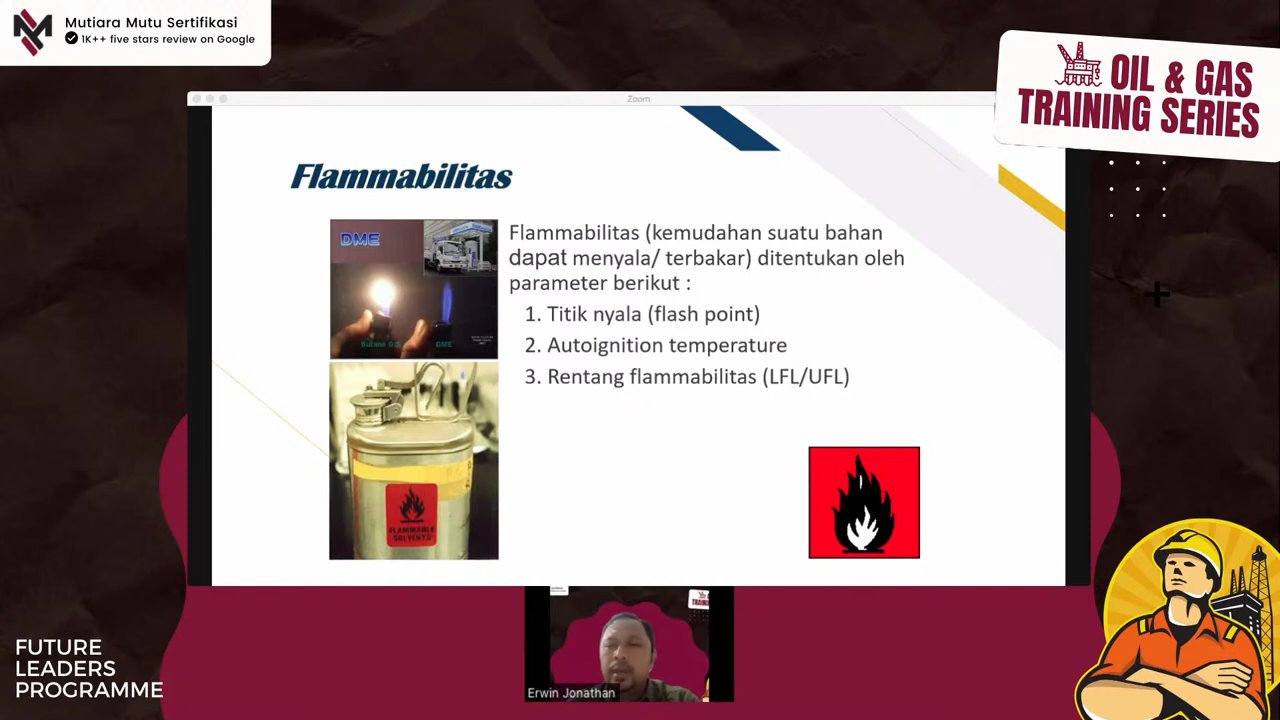 Mutiara Mutu Sertifikasi
1K++ five stars review on Google
OIL & GAS
TRAINING SERIES
Zoom
Flammabilitas
DME
Flammabilitas (kemudahan suatu bahan
dapat menyala/ terbakar) ditentukan oleh
parameter berikut :
1. Titik nyala (flash point)
2. Autoignition temperature
3. Rentang flammabilitas (LFL/UFL)
DME
FLAMMABLE
SOLVENTS
Erwin Jonathan
FUTURE
LEADERS
PROGRAMME